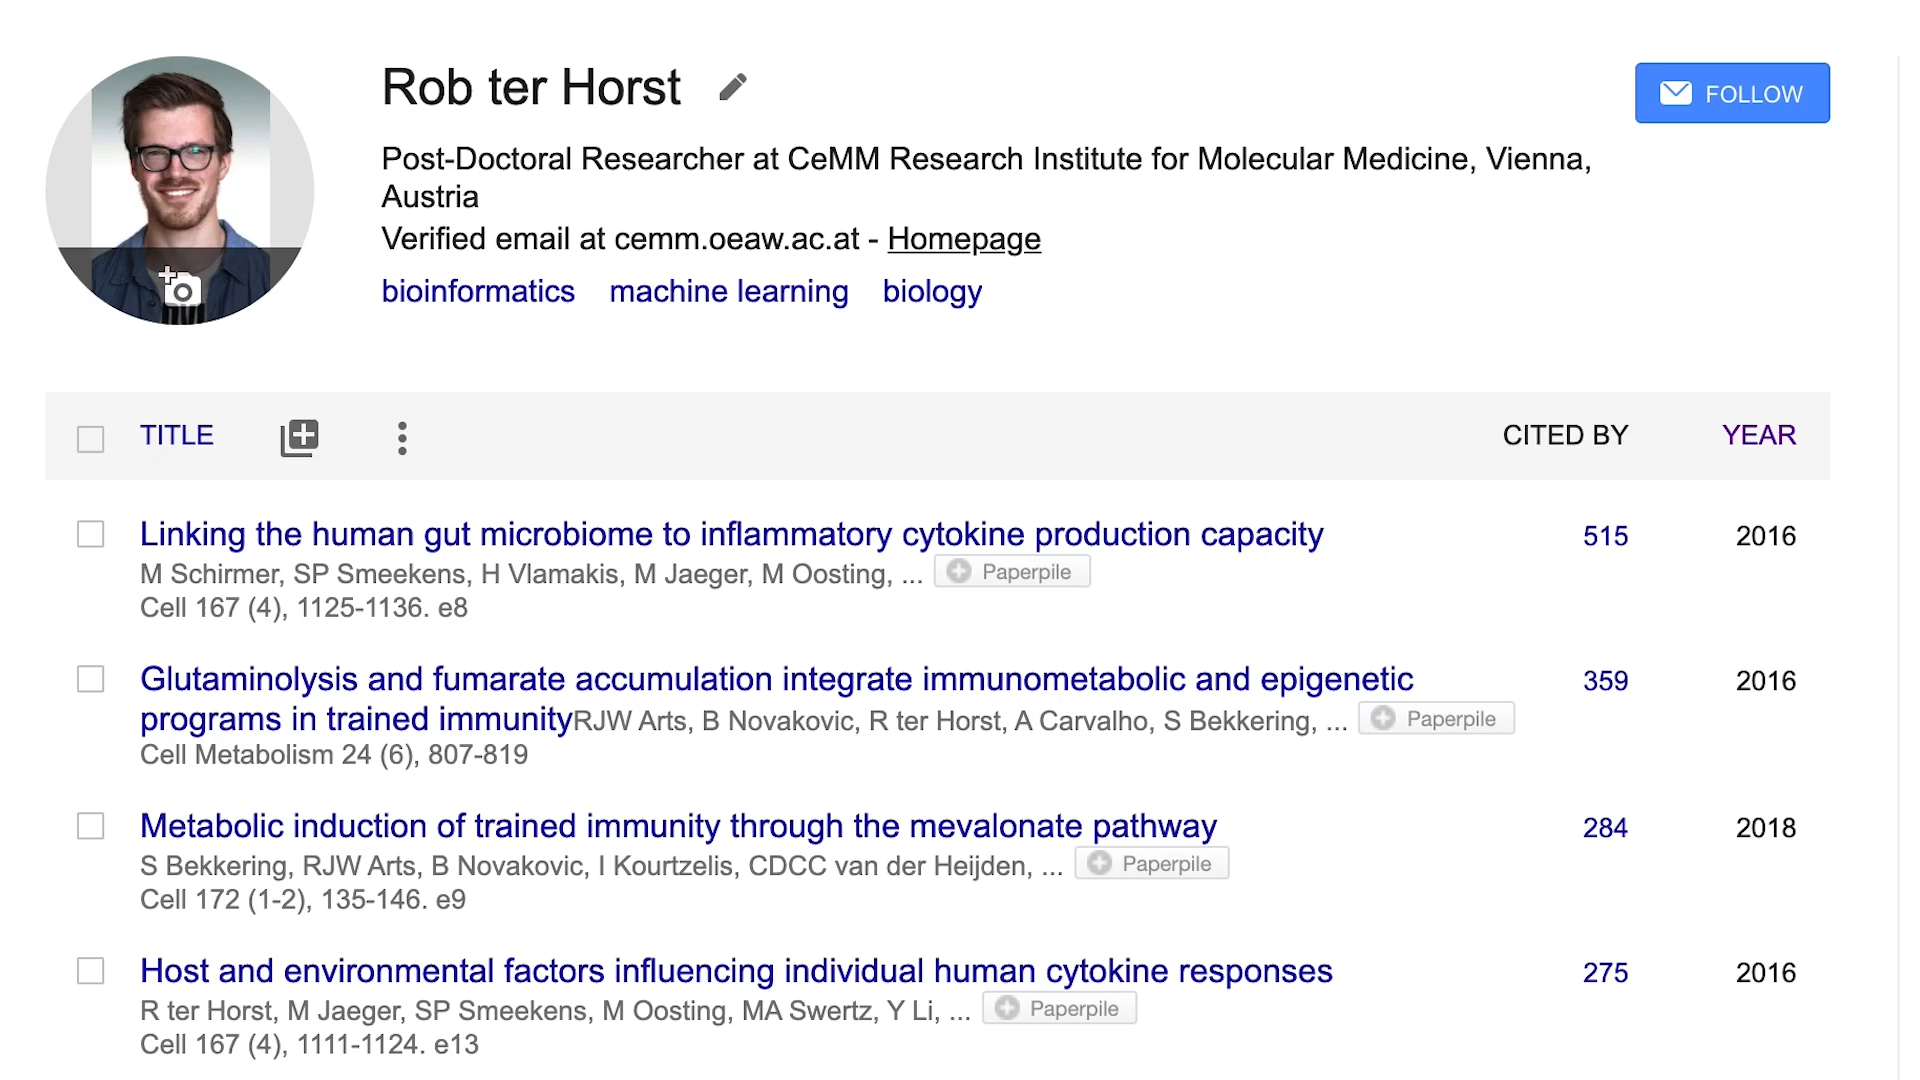 Rob ter Horst
FOLLOW
Post-Doctoral Researcher at CeMM Research Institute for Molecular Medicine, Vienna,
Austria
Verified email at cemm.oeaw.ac.at - Homepage
bioinformatics machine learning biology
TITLE CITED BY YEAR
Linking the human gut microbiome to inflammatory cytokine production capacity 515 2016
M Schirmer, SP Smeekens, H Vlamakis, M Jaeger, M Oosting, ... Paperpile
Cell 167 (4), 1125-1136. e8
Glutaminolysis and fumarate accumulation integrate immunometabolic and epigenetic 359 2016
programs in trained immunityRJW Arts, B Novakovic, R ter Horst, A Carvalho, S Bekkering, ... Paperpile
Cell Metabolism 24 (6), 807-819
Metabolic induction of trained immunity through the mevalonate pathway 284 2018
S Bekkering, RJW Arts, B Novakovic, I Kourtzelis, CDCC van der Heijden, ... Paperpile
Cell 172 (1-2), 135-146. e9
Host and environmental factors influencing individual human cytokine responses 275 2016
R ter Horst, M Jaeger, SP Smeekens, M Oosting, MA Swertz, Y Li, ... Paperpile
Cell 167 (4), 1111-1124. e13